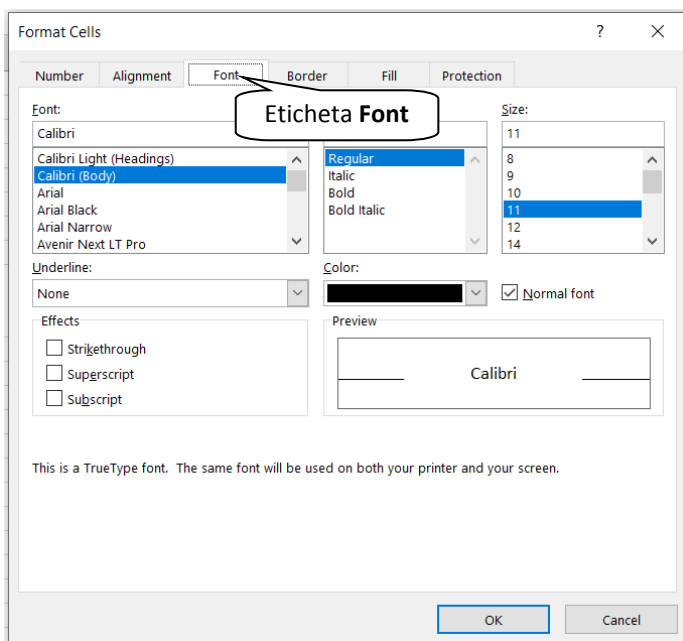 Format Cells ? ×
Number Alignment Font Border Fill Protection
Eticheta Font
Font: Size:
Calibri 11
Calibri Light (Headings)
Calibri (Body)
Arial
Arial Black
Arial Narrow
Avenir Next LT Pro
Regular
Italic
Bold
Bold Italic
8
9
10
11
12
14
Underline: Color:
None Normal font
Effects Preview
Strikethrough
Superscript
Subscript
Calibri
This is a TrueType font. The same font will be used on both your printer and your screen.
OK Cancel